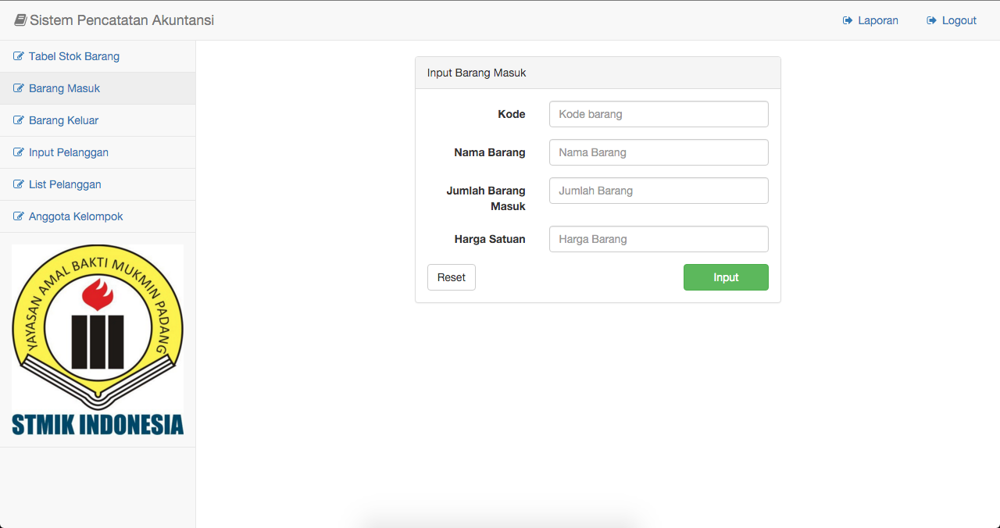 Sistem Pencatatan Akuntansi
Laporan
Logout
Tabel Stok Barang
Barang Masuk
Barang Keluar
Input Pelanggan
List Pelanggan
Anggota Kelompok
YAYASAN AMAL BAKTI MUKMIN PADANG
STMIK INDONESIA
Input Barang Masuk
Kode
Kode barang
Nama Barang
Nama Barang
Jumlah Barang
Masuk
Jumlah Barang
Harga Satuan
Harga Barang
Reset
Input